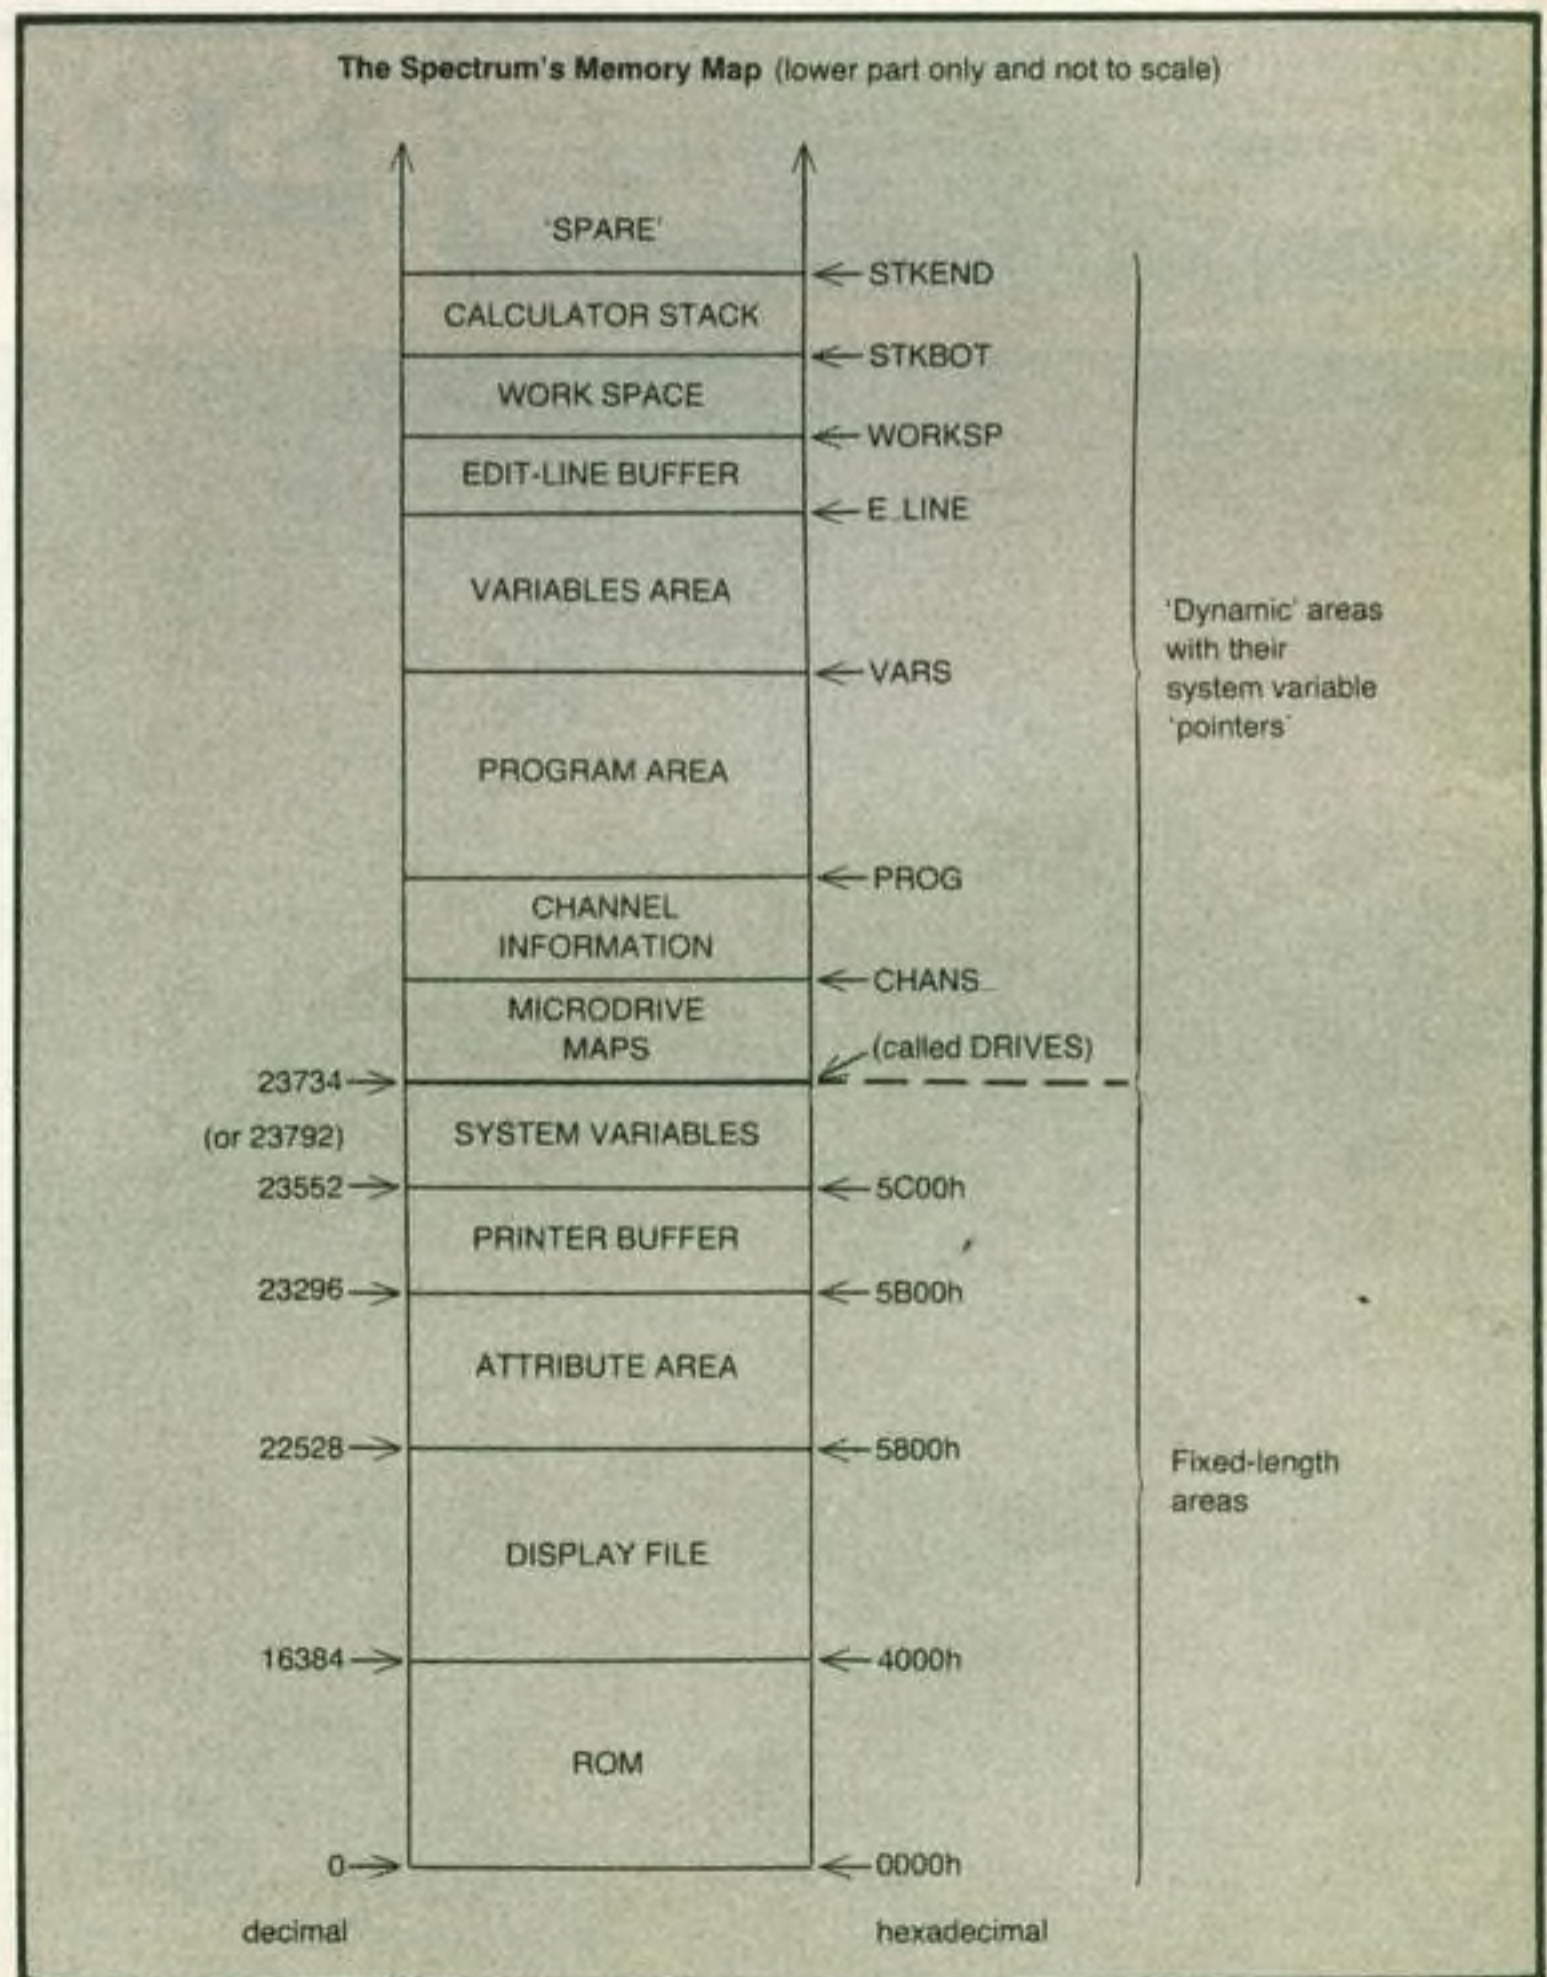 The Spectrum's Memory Map (lower part only and not to scale)
'SPARE'
STKEND
CALCULATOR STACK
STKBOT
WORK SPACE
WORKSP
EDIT-LINE BUFFER
E_LINE
VARIABLES AREA
'Dynamic' areas
with their
system variable
'pointers'
VARS
PROGRAM AREA
PROG
CHANNEL
INFORMATION
CHANS
MICRODRIVE
MAPS
(called DRIVES)
23734
(or 23792)
SYSTEM VARIABLES
23552
5C00h
PRINTER BUFFER
23296
5B00h
ATTRIBUTE AREA
22528
5800h
Fixed-length
areas
DISPLAY FILE
16384
4000h
ROM
0
0000h
decimal
hexadecimal